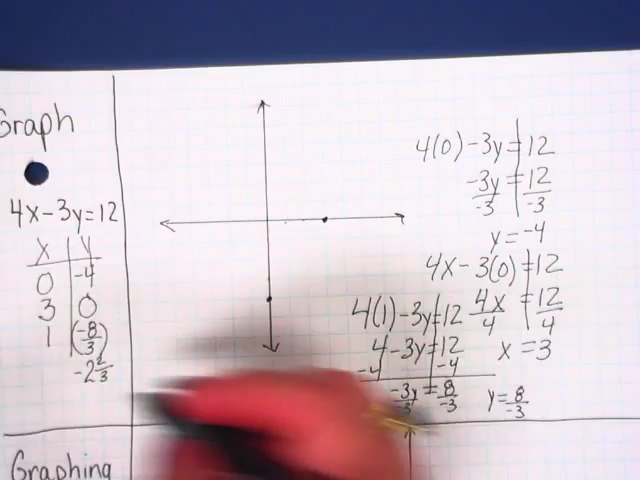 Graph
4x-3y=12
x y
0 -4
3 0
1 (-8/3)
-2 2/3
4(0)-3y=12
-3y/-3 = 12/-3
y=-4
4x-3(0)=12
4x/4 = 12/4
x=3
4(1)-3y=12
4-3y=12
-4 -4
-3y/-3 = 8/-3
y=8/-3
Graphing